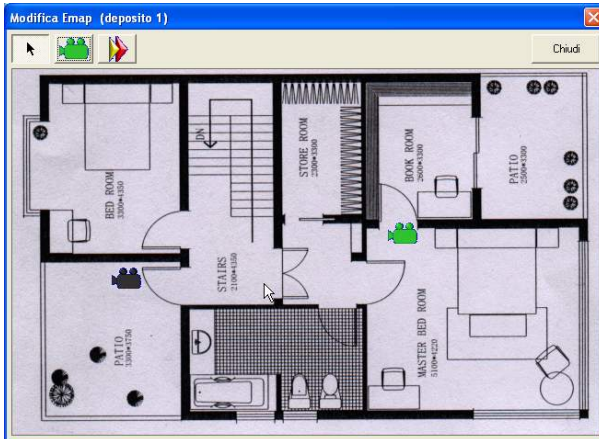 Modifica Emap (deposito 1)
Chiudi
DN
BED ROOM
3300*4350
STORE ROOM
2300*3300
BOOK ROOM
2600*3300
PATIO
2500*3300
STAIRS
2100*4350
PATIO
3300*3750
MASTER BED ROOM
5100*4220